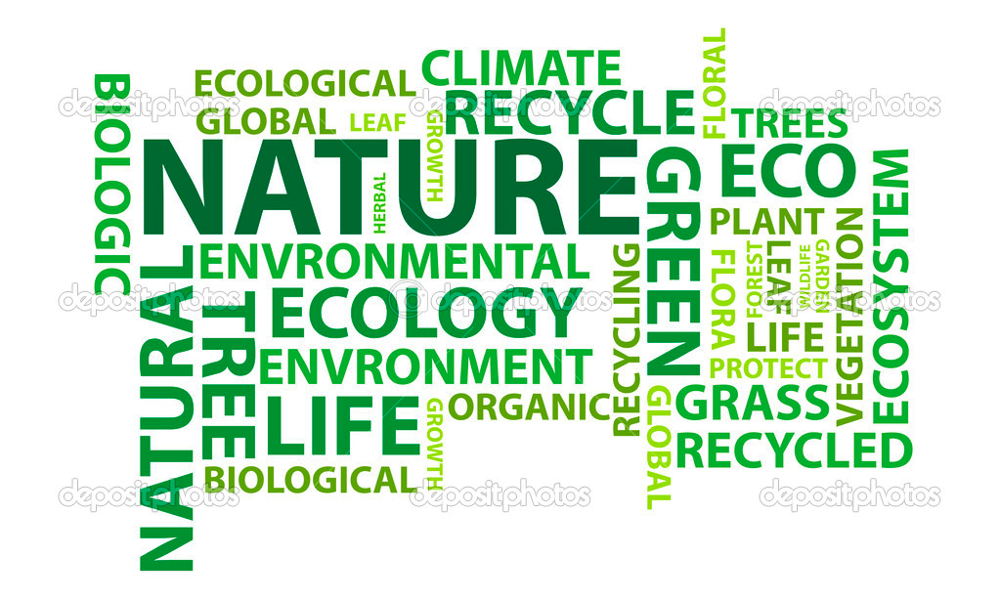 FLORAL
CLIMATE
ECOLOGICAL
BIOLOGIC
RECYCLE
depositphotos depositphotos depositphotos
GLOBAL
LEAF
GROWTH
TREES
NATURE
HERBAL
GREEN
ECO
ECOSYSTEM
PLANT
VEGETATION
ENVRONMENTAL
NATURAL
RECYCLING
FLORA
FOREST
LEAF
WILDLIFE
GARDEN
TREE
ECOLOGY
depositphotos depositphotos depositphotos
LIFE
ENVRONMENT
PROTECT
GRASS
ORGANIC
LIFE
GROWTH
GLOBAL
RECYCLED
BIOLOGICAL
depositphotos depositphotos depositphotos